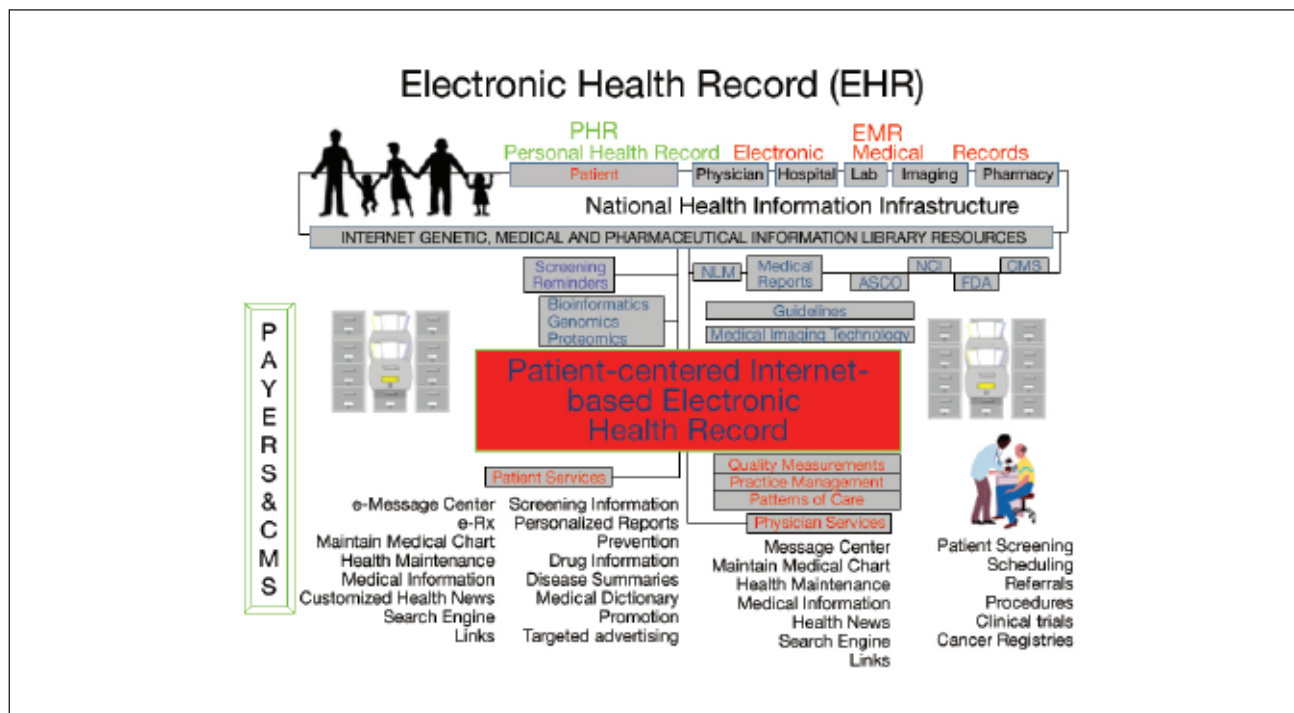 Electronic Health Record (EHR)
PHR
EMR
Personal Health Record
Electronic Medical Records
Patient
Physician
Hospital
Lab
Imaging
Pharmacy
National Health Information Infrastructure
INTERNET GENETIC, MEDICAL AND PHARMACEUTICAL INFORMATION LIBRARY RESOURCES
Screening
Reminders
NLM
Medical
Reports
ASCO
NCI
FDA
CMS
Bioinformatics
Genomics
Proteomics
Guidelines
Medical Imaging Technology
PAYERS&CMS
Patient-centered Internet-
based Electronic
Health Record
Patient Services
e-Message Center
e-Rx
Maintain Medical Chart
Health Maintenance
Medical Information
Customized Health News
Search Engine
Links
Screening Information
Personalized Reports
Prevention
Drug Information
Disease Summaries
Medical Dictionary
Promotion
Targeted advertising
Quality Measurements
Practice Management
Patterns of Care
Physician Services
Message Center
Maintain Medical Chart
Health Maintenance
Medical Information
Health News
Search Engine
Links
Patient Screening
Scheduling
Referrals
Procedures
Clinical trials
Cancer Registries